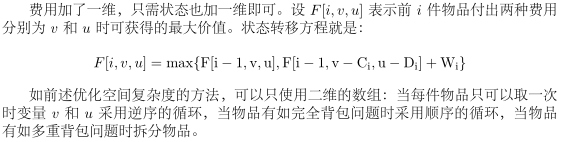 费用加了一维，只需状态也加一维即可。设 F[i, v, u] 表示前 i 件物品付出两种费用
分别为 v 和 u 时可获得的最大价值。状态转移方程就是：
F[i, v, u] = max{F[i − 1, v, u], F[i − 1, v − Cᵢ, u − Dᵢ] + Wᵢ}
如前述优化空间复杂度的方法，可以只使用二维的数组：当每件物品只可以取一次
时变量 v 和 u 采用逆序的循环，当物品有如完全背包问题时采用顺序的循环，当物品
有如多重背包问题时拆分物品。